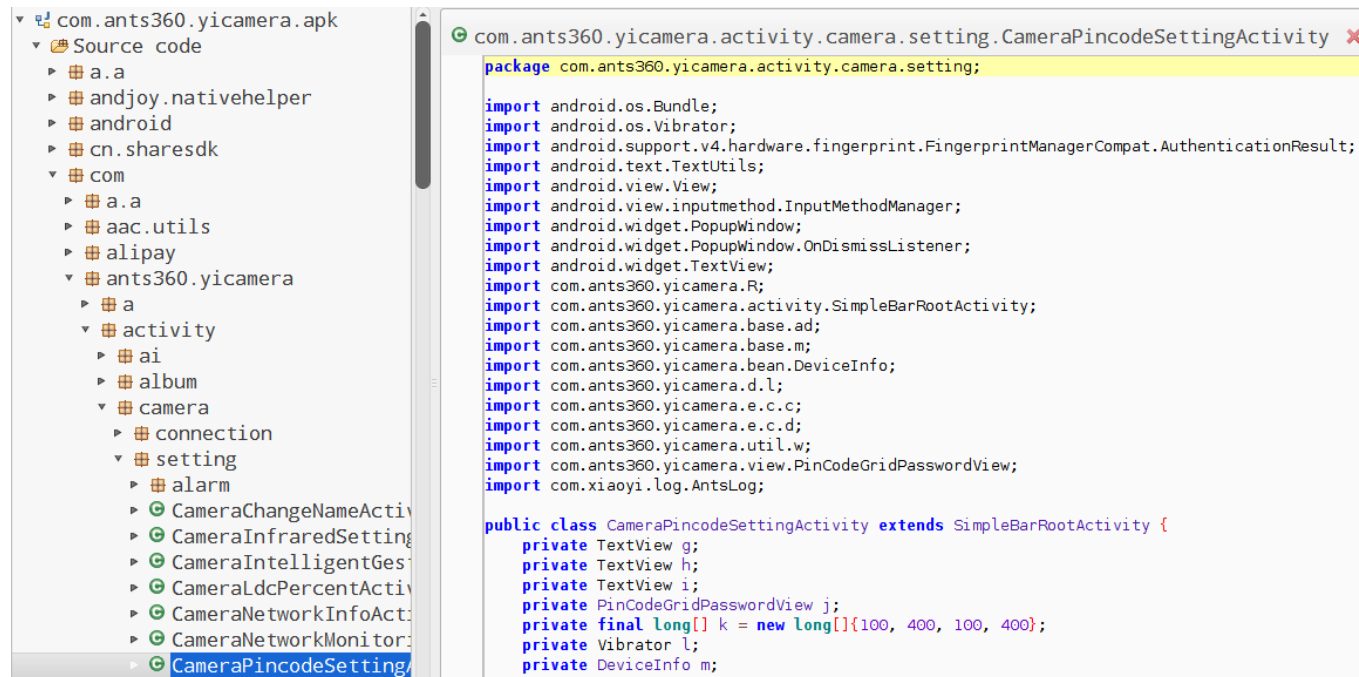 com.ants360.yicamera.apk
Source code
a.a
andjoy.nativehelper
android
cn.sharesdk
com
a.a
aac.utils
alipay
ants360.yicamera
a
activity
ai
album
camera
connection
setting
alarm
CameraChangeNameActiv
CameraInfraredSetting
CameraIntelligentGes
CameraLdcPercentActiv
CameraNetworkInfoActi
CameraNetworkMonitori
CameraPincodeSettingA
com.ants360.yicamera.activity.camera.setting.CameraPincodeSettingActivity
package com.ants360.yicamera.activity.camera.setting;
import android.os.Bundle;
import android.os.Vibrator;
import android.support.v4.hardware.fingerprint.FingerprintManagerCompat.AuthenticationResult;
import android.text.TextUtils;
import android.view.View;
import android.view.inputmethod.InputMethodManager;
import android.widget.PopupWindow;
import android.widget.PopupWindow.OnDismissListener;
import android.widget.TextView;
import com.ants360.yicamera.R;
import com.ants360.yicamera.activity.SimpleBarRootActivity;
import com.ants360.yicamera.base.ad;
import com.ants360.yicamera.base.m;
import com.ants360.yicamera.bean.DeviceInfo;
import com.ants360.yicamera.d.l;
import com.ants360.yicamera.e.c.c;
import com.ants360.yicamera.e.c.d;
import com.ants360.yicamera.util.w;
import com.ants360.yicamera.view.PinCodeGridPasswordView;
import com.xiaoyi.log.AntsLog;
public class CameraPincodeSettingActivity extends SimpleBarRootActivity {
private TextView g;
private TextView h;
private TextView i;
private PinCodeGridPasswordView j;
private final long[] k = new long[]{100, 400, 100, 400};
private Vibrator l;
private DeviceInfo m;